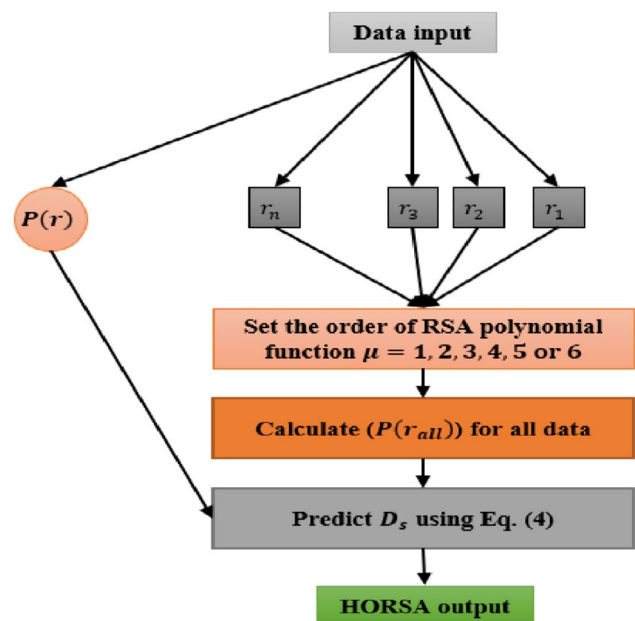 Data input
P(r)
r_n
r_3
r_2
r_1
Set the order of RSA polynomial
function μ = 1, 2, 3, 4, 5 or 6
Calculate (P(r_all)) for all data
Predict D_s using Eq. (4)
HORSA output